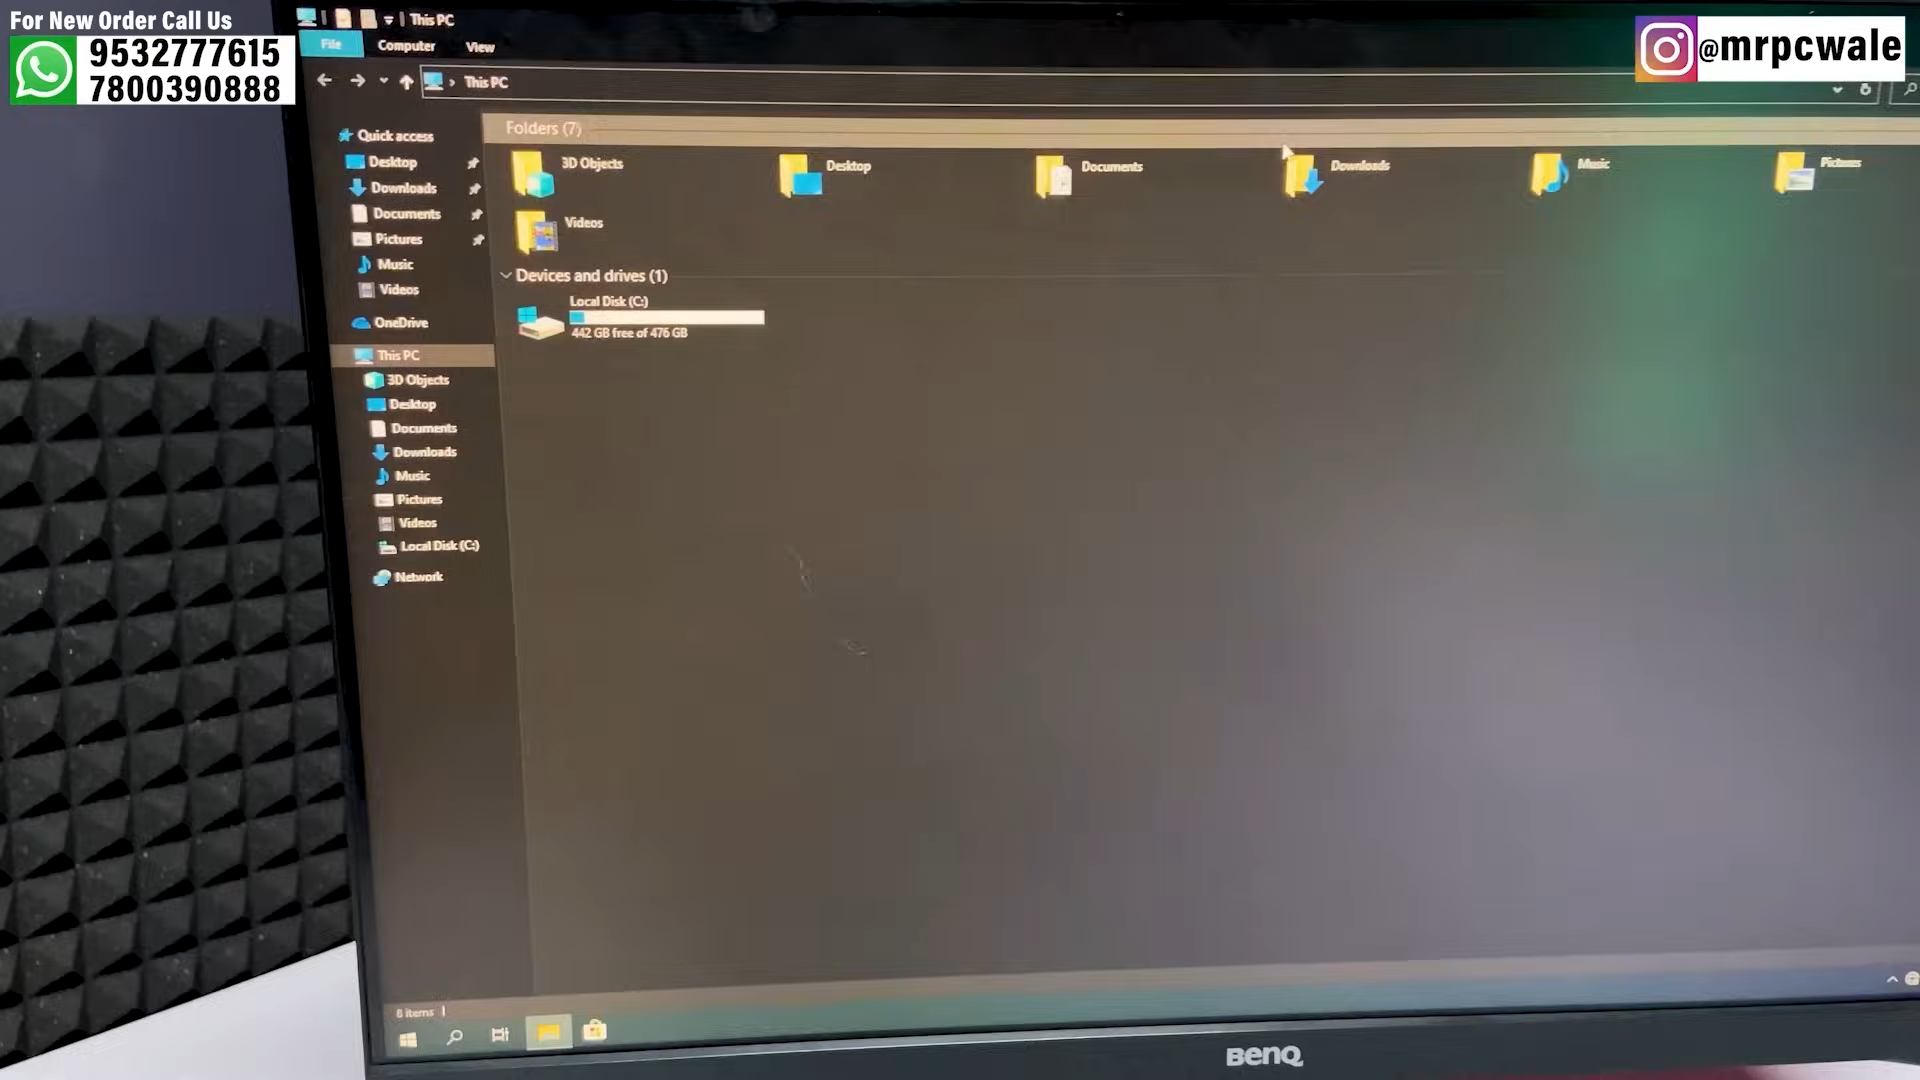 For New Order Call Us
9532777615
7800390888
@mrpcwale
This PC
File
Computer
View
This PC
Quick access
Desktop
Downloads
Documents
Pictures
Music
Videos
OneDrive
This PC
3D Objects
Desktop
Documents
Downloads
Music
Pictures
Videos
Local Disk (C:)
Network
Folders (7)
3D Objects
Desktop
Documents
Downloads
Music
Pictures
Videos
Devices and drives (1)
Local Disk (C:)
442 GB free of 476 GB
8 items
BenQ